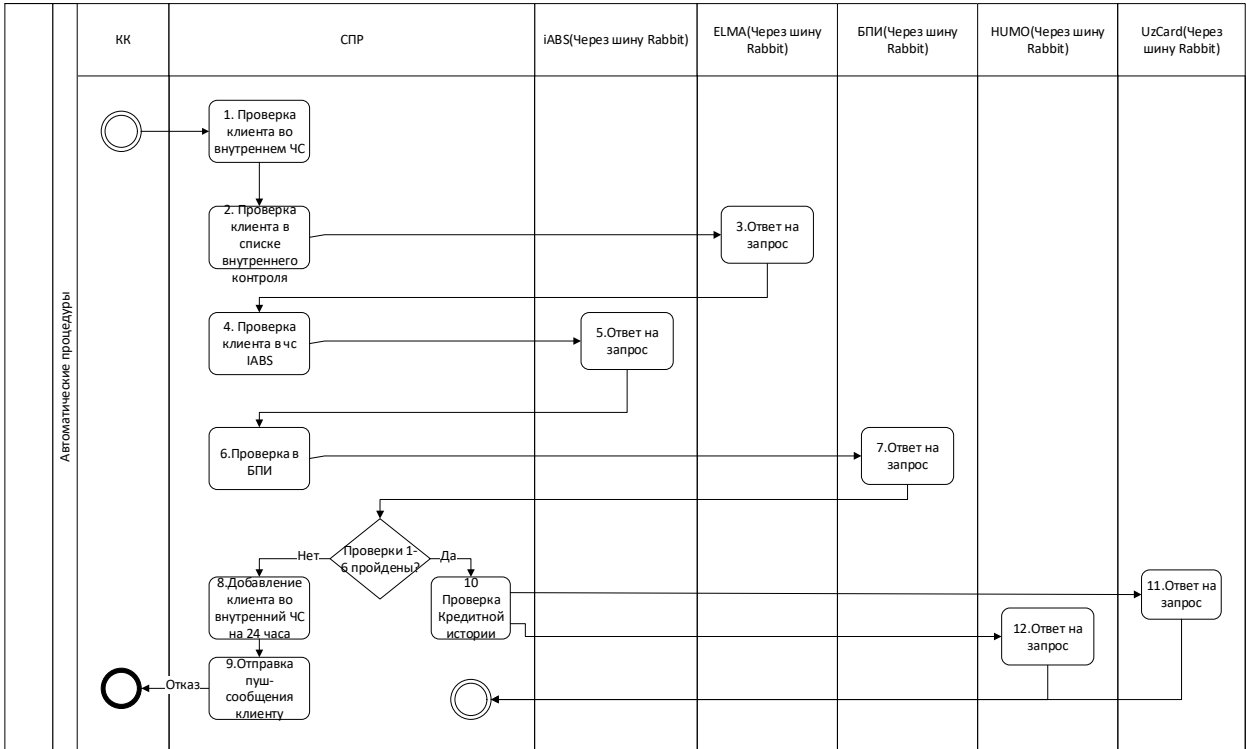 КК
СПР
iABS(Через шину Rabbit)
ELMA(Через шину
Rabbit)
БПИ(Через шину
Rabbit)
HUMO(Через шину
Rabbit)
UzCard(Через
шину Rabbit)
Автоматические процедуры
1. Проверка
клиента во
внутреннем ЧС
2. Проверка
клиента в
списке
внутреннего
контроля
3.Ответ на
запрос
4. Проверка
клиента в чс
IABS
5.Ответ на
запрос
6.Проверка в
БПИ
7.Ответ на
запрос
Проверки 1-
6 пройдены?
Нет
Да
8.Добавление
клиента во
внутренний ЧС
на 24 часа
10
Проверка
Кредитной
истории
11.Ответ на
запрос
12.Ответ на
запрос
9.Отправка
пуш-
сообщения
клиенту
Отказ